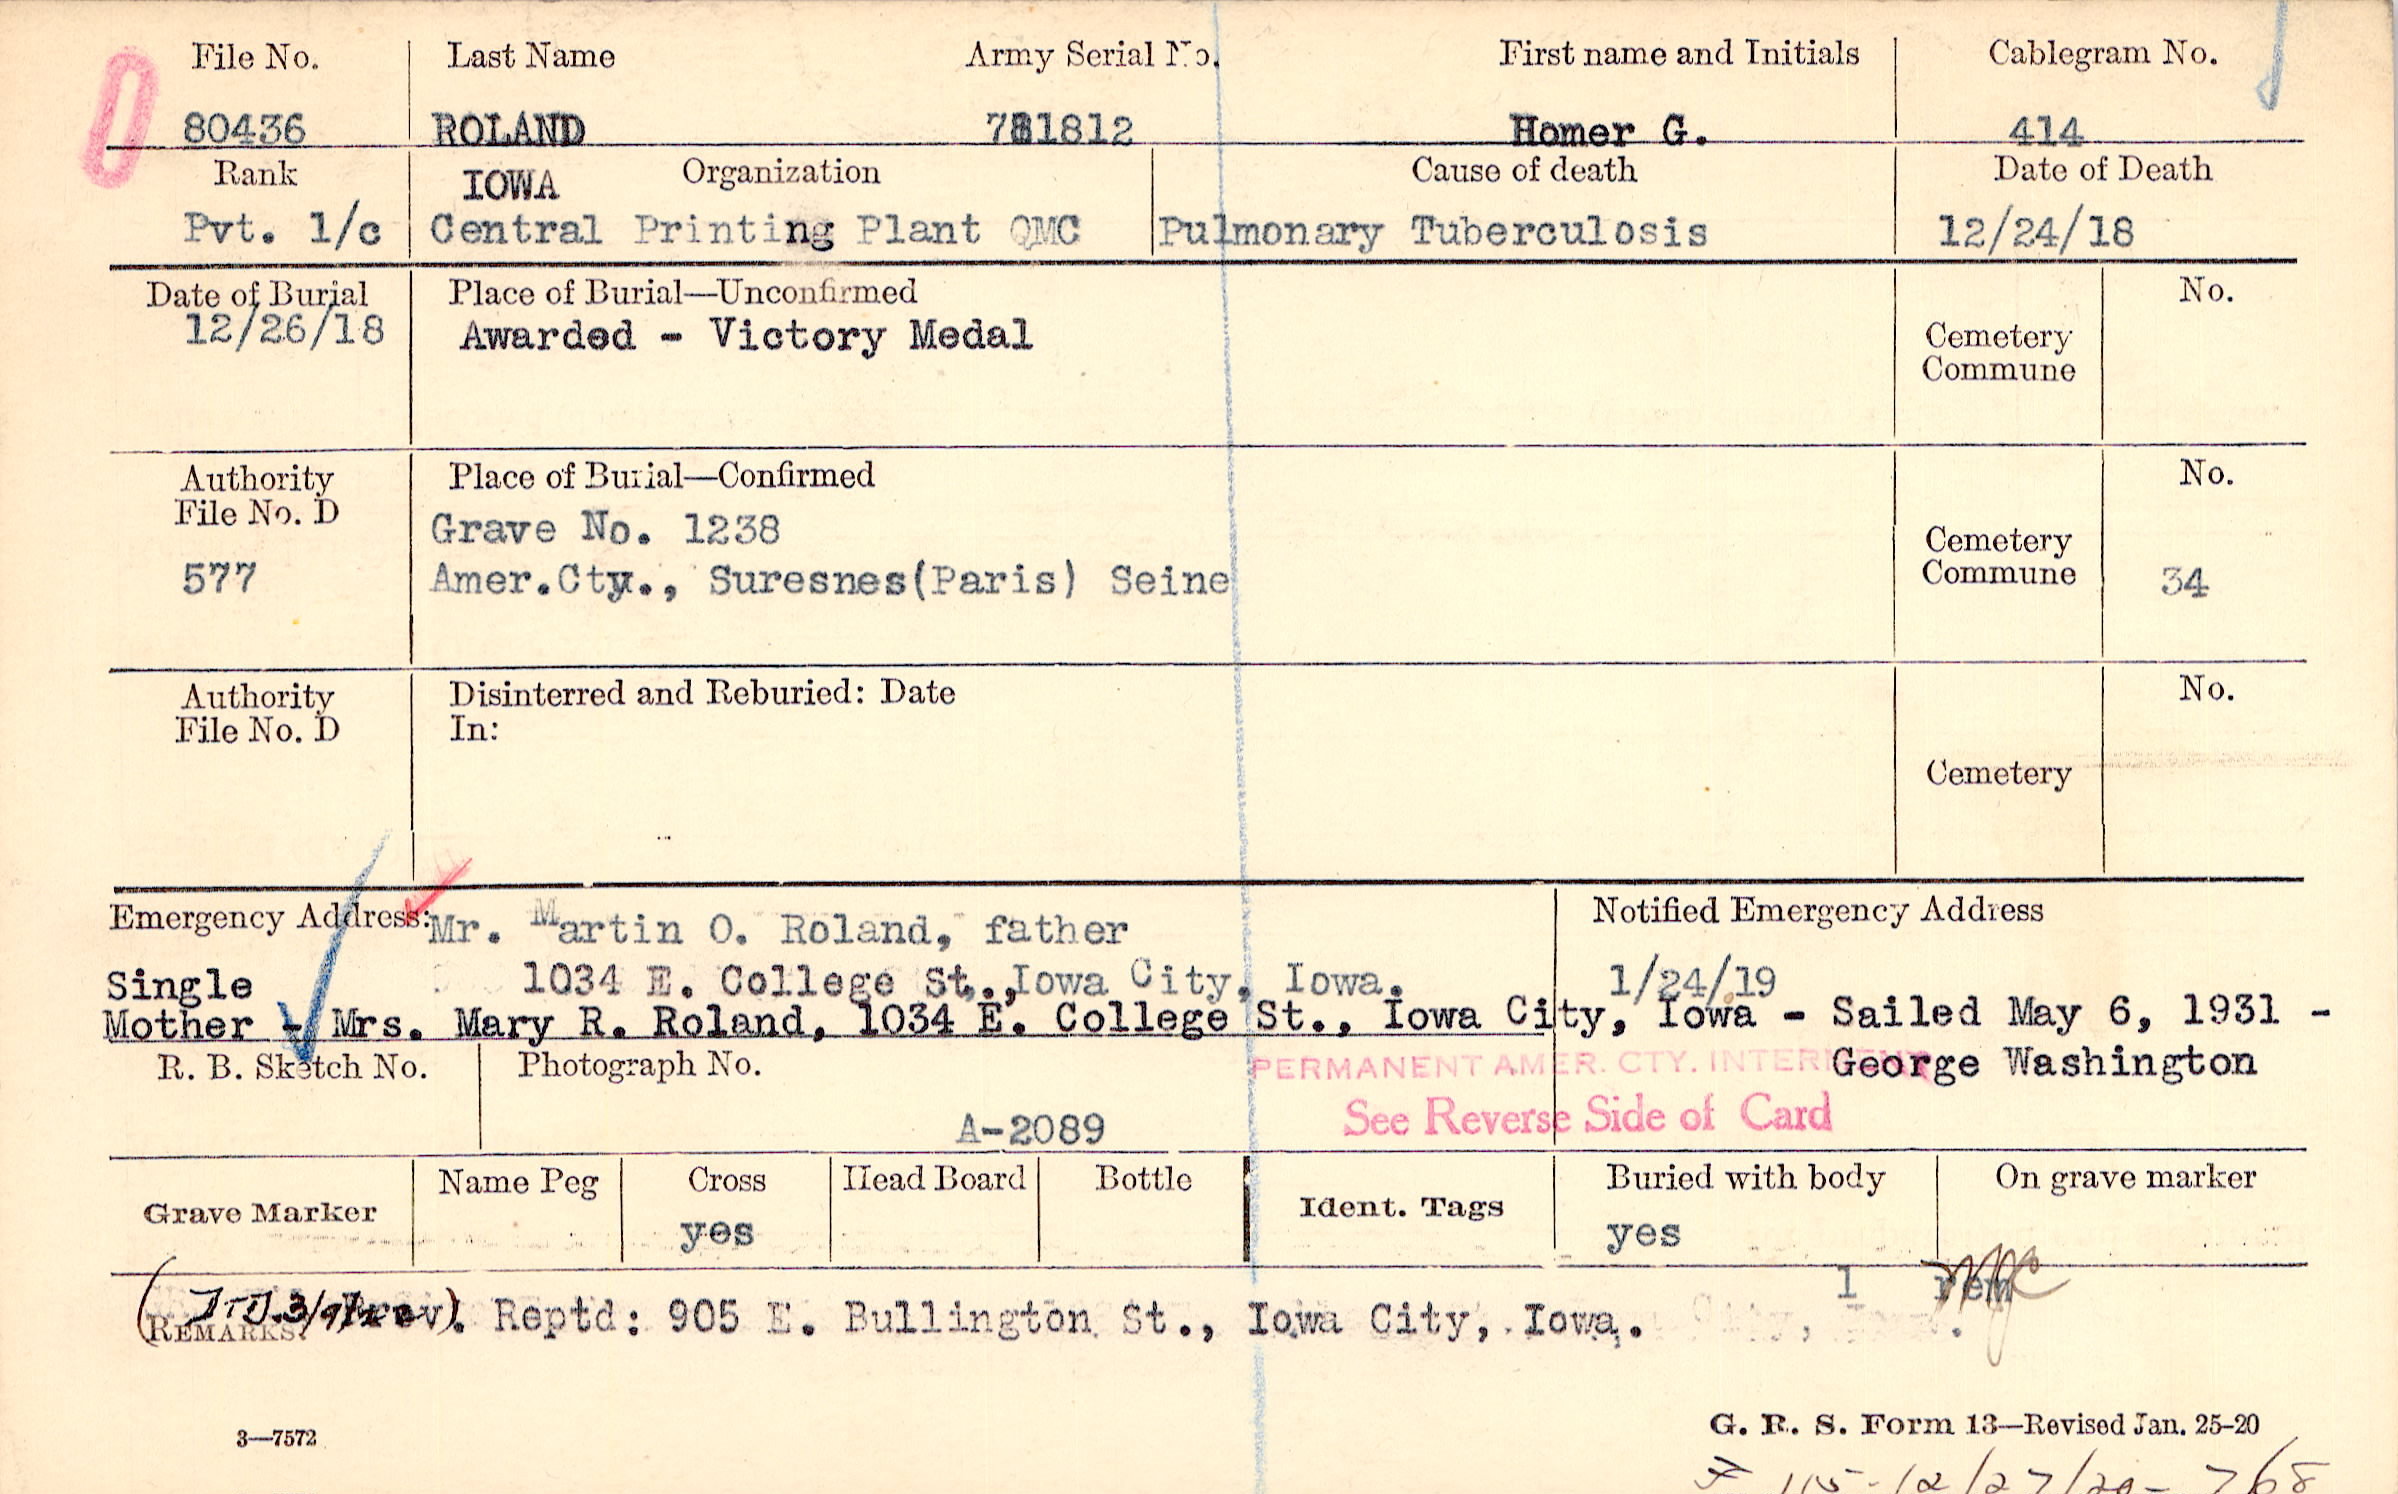 File No. Last Name Army Serial No. First name and Initials Cablegram No.
80436 ROLAND 781812 Homer G. 414
Rank IOWA Organization Cause of death Date of Death
Pvt. 1/c Central Printing Plant QMC Pulmonary Tuberculosis 12/24/18
Date of Burial Place of Burial—Unconfirmed No.
12/26/18 Awarded - Victory Medal Cemetery
Commune
Authority Place of Burial—Confirmed No.
File No. D Grave No. 1238 Cemetery
577 Amer.Cty., Suresnes(Paris) Seine Commune 34
Authority Disinterred and Reburied: Date No.
File No. D In:
Cemetery
Emergency Address: Mr. Martin O. Roland, father Notified Emergency Address
Single 1034 E. College St., Iowa City, Iowa. 1/24/19
Mother - Mrs. Mary R. Roland, 1034 E. College St., Iowa City, Iowa - Sailed May 6, 1931 -
R. B. Sketch No. Photograph No. PERMANENT AMER. CTY. INTERMENT George Washington
A-2089 See Reverse Side of Card
Grave Marker Name Peg Cross Head Board Bottle Ident. Tags Buried with body On grave marker
yes yes
1 rem
REMARKS: Prev). Reptd: 905 E. Bullington St., Iowa City, Iowa.
3—7572 G. R. S. Form 13—Revised Jan. 25-20